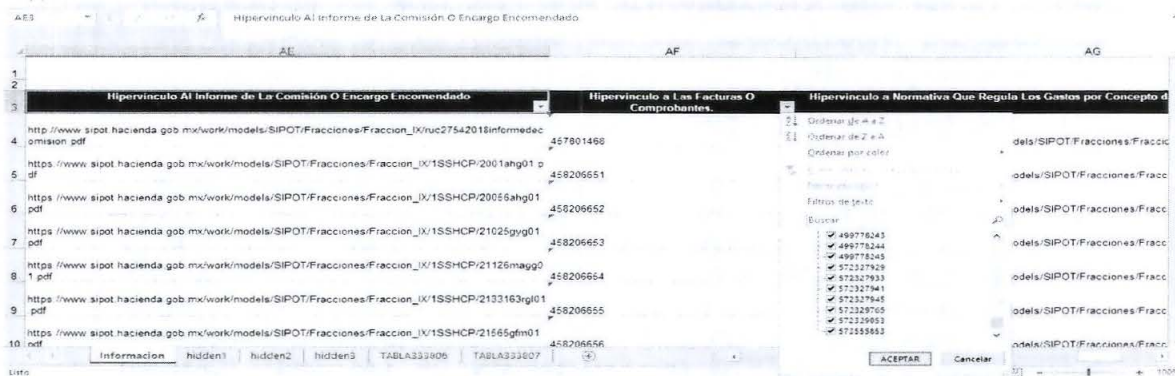 AE3 fx Hipervinculo Al Informe de La Comisión O Encargo Encomendado
AE AF AG
1
2
3 Hipervinculo Al Informe de La Comisión O Encargo Encomendado
Hipervinculo a Las Facturas O
Comprobantes.
Hipervinculo a Normativa Que Regula Los Gastos por Concepto d
4 http //www sipot hacienda gob mx/work/models/SIPOT/Fracciones/Fraccion_IX/ruc27542018informedec
omision pdf
457801468
dels/SIPOT/Fracciones/Fraccio
5 https //www sipot hacienda gob mx/work/models/SIPOT/Fracciones/Fraccion_IX/1SSHCP/2001ahg01 p
df
458206651
odels/SIPOT/Fracciones/Fracc
6 https //www sipot hacienda gob mx/work/models/SIPOT/Fracciones/Fraccion_IX/1SSHCP/20056ahg01
pdf
458206652
odels/SIPOT/Fracciones/Fracc
7 https //www sipot hacienda gob mx/work/models/SIPOT/Fracciones/Fraccion_IX/1SSHCP/21025gyg01
pdf
458206653
odels/SIPOT/Fracciones/Fracc
8 https //www sipot hacienda gob mx/work/models/SIPOT/Fracciones/Fraccion_IX/1SSHCP/21126magg0
1 pdf
458206654
odels/SIPOT/Fracciones/Fracc
9 https //www sipot hacienda gob mx/work/models/SIPOT/Fracciones/Fraccion_IX/1SSHCP/2133163rgl01
pdf
458206655
odels/SIPOT/Fracciones/Fracc
10 https //www sipot hacienda gob mx/work/models/SIPOT/Fracciones/Fraccion_IX/1SSHCP/21565gfm01
pdf
458206656
odels/SIPOT/Fracciones/Fracc
Ordenar de A a Z
Ordenar de Z a A
Ordenar por color
Filtros de texto
Buscar
499778243
499778244
499778245
572327929
572327933
572327941
572327945
572329765
572329853
572555853
ACEPTAR Cancelar
Informacion hidden1 hidden2 hidden3 TABLA333906 TABLA333807
Listo